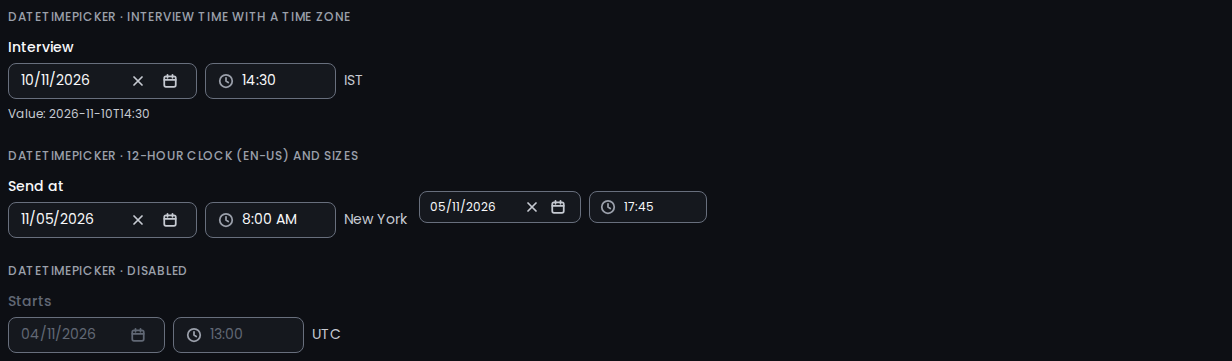 DATETIMEPICKER · INTERVIEW TIME WITH A TIME ZONE
Interview
10/11/2026 14:30 IST
Value: 2026-11-10T14:30
DATETIMEPICKER · 12-HOUR CLOCK (EN-US) AND SIZES
Send at
11/05/2026 8:00 AM New York 05/11/2026 17:45
DATETIMEPICKER · DISABLED
Starts
04/11/2026 13:00 UTC